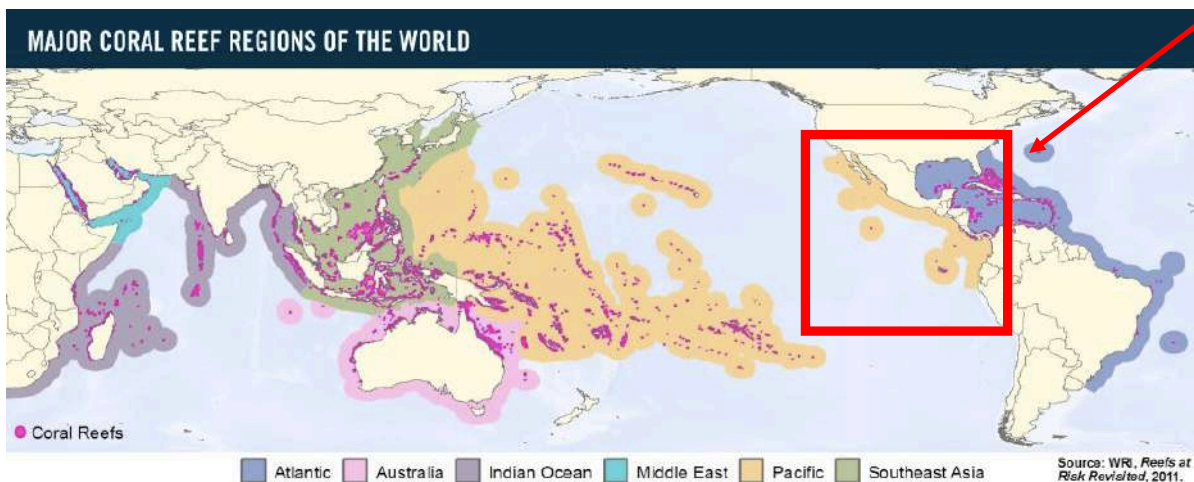 MAJOR CORAL REEF REGIONS OF THE WORLD
Coral Reefs
Atlantic Australia Indian Ocean Middle East Pacific Southeast Asia
Source: WRI, Reefs at
Risk Revisited, 2011.